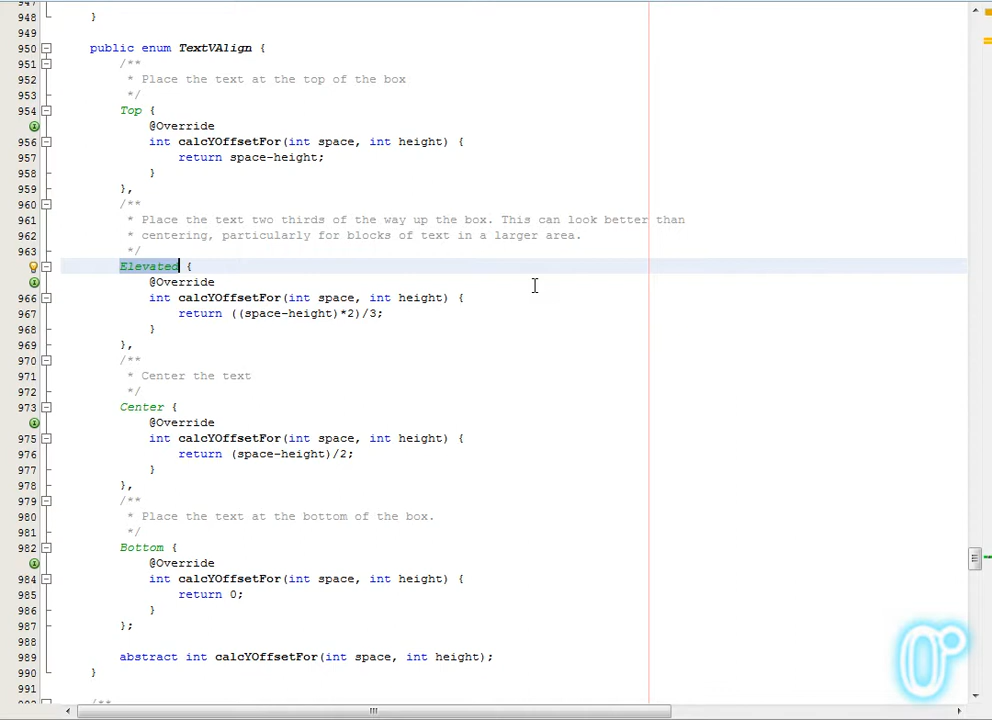 948 }
949
950 public enum TextVAlign {
951 /**
952 * Place the text at the top of the box
953 */
954 Top {
@Override
956 int calcYOffsetFor(int space, int height) {
957 return space-height;
958 }
959 },
960 /**
961 * Place the text two thirds of the way up the box. This can look better than
962 * centering, particularly for blocks of text in a larger area.
963 */
Elevated {
@Override
966 int calcYOffsetFor(int space, int height) {
967 return ((space-height)*2)/3;
968 }
969 },
970 /**
971 * Center the text
972 */
973 Center {
@Override
975 int calcYOffsetFor(int space, int height) {
976 return (space-height)/2;
977 }
978 },
979 /**
980 * Place the text at the bottom of the box.
981 */
982 Bottom {
@Override
984 int calcYOffsetFor(int space, int height) {
985 return 0;
986 }
987 };
988
989 abstract int calcYOffsetFor(int space, int height);
990 }
991
/**
0°